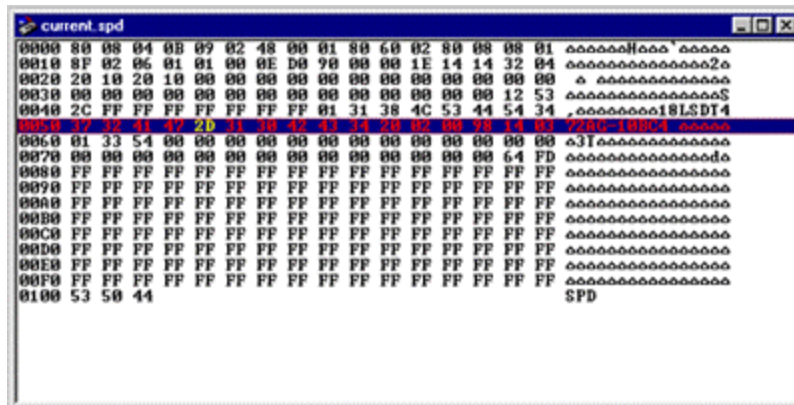 current.spd
0000 80 08 04 0B 09 02 48 00 01 80 60 02 80 08 08 01 ▵▵▵▵▵▵H▵▵▵`▵▵▵▵▵
0010 8F 02 06 01 01 00 0E D0 90 00 00 1E 14 14 32 04 ▵▵▵▵▵▵▵▵▵▵▵▵▵▵2▵
0020 20 10 20 10 00 00 00 00 00 00 00 00 00 00 00 00  ▵ ▵▵▵▵▵▵▵▵▵▵▵▵▵
0030 00 00 00 00 00 00 00 00 00 00 00 00 00 00 12 53 ▵▵▵▵▵▵▵▵▵▵▵▵▵▵▵S
0040 2C FF FF FF FF FF FF FF 01 31 38 4C 53 44 54 34 ,▵▵▵▵▵▵▵▵18LSDT4
0050 37 32 41 47 2D 31 30 42 43 34 20 02 00 98 14 03 72AG-10BC4 ▵▵▵▵▵
0060 01 33 54 00 00 00 00 00 00 00 00 00 00 00 00 00 ▵3T▵▵▵▵▵▵▵▵▵▵▵▵▵
0070 00 00 00 00 00 00 00 00 00 00 00 00 00 00 64 FD ▵▵▵▵▵▵▵▵▵▵▵▵▵▵d▵
0080 FF FF FF FF FF FF FF FF FF FF FF FF FF FF FF FF ▵▵▵▵▵▵▵▵▵▵▵▵▵▵▵▵
0090 FF FF FF FF FF FF FF FF FF FF FF FF FF FF FF FF ▵▵▵▵▵▵▵▵▵▵▵▵▵▵▵▵
00A0 FF FF FF FF FF FF FF FF FF FF FF FF FF FF FF FF ▵▵▵▵▵▵▵▵▵▵▵▵▵▵▵▵
00B0 FF FF FF FF FF FF FF FF FF FF FF FF FF FF FF FF ▵▵▵▵▵▵▵▵▵▵▵▵▵▵▵▵
00C0 FF FF FF FF FF FF FF FF FF FF FF FF FF FF FF FF ▵▵▵▵▵▵▵▵▵▵▵▵▵▵▵▵
00D0 FF FF FF FF FF FF FF FF FF FF FF FF FF FF FF FF ▵▵▵▵▵▵▵▵▵▵▵▵▵▵▵▵
00E0 FF FF FF FF FF FF FF FF FF FF FF FF FF FF FF FF ▵▵▵▵▵▵▵▵▵▵▵▵▵▵▵▵
00F0 FF FF FF FF FF FF FF FF FF FF FF FF FF FF FF FF ▵▵▵▵▵▵▵▵▵▵▵▵▵▵▵▵
0100 53 50 44 SPD